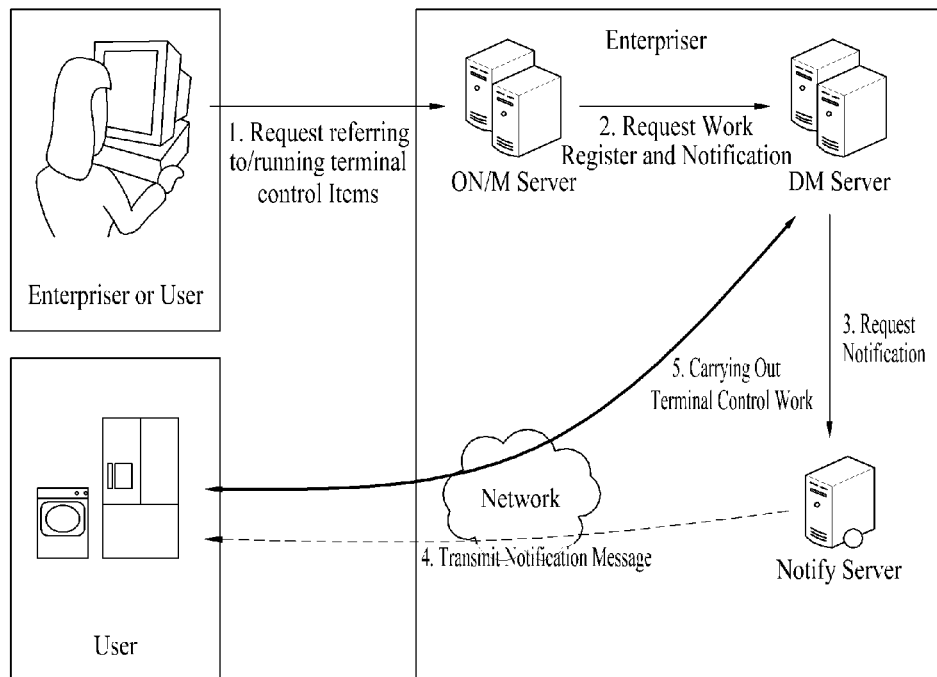 Enterpriser
1. Request referring
to/running terminal
control Items
2. Request Work
Register and Notification
ON/M Server
DM Server
Enterpriser or User
3. Request
Notification
5. Carrying Out
Terminal Control Work
Network
4. Transmit Notification Message
Notify Server
User